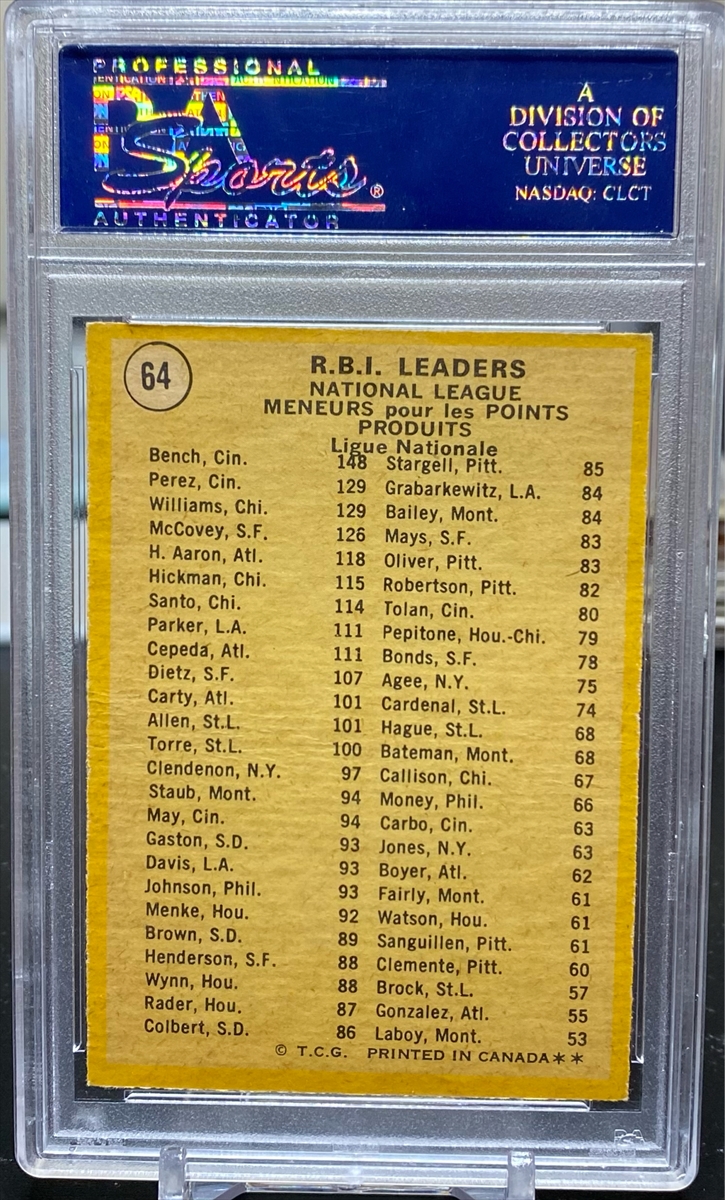 PROFESSIONAL
PSA
Sports®
AUTHENTICATOR
A
DIVISION OF
COLLECTORS
UNIVERSE
NASDAQ: CLCT
64
R.B.I. LEADERS
NATIONAL LEAGUE
MENEURS pour les POINTS
PRODUITS
Ligue Nationale
Bench, Cin. 148 Stargell, Pitt. 85
Perez, Cin. 129 Grabarkewitz, L.A. 84
Williams, Chi. 129 Bailey, Mont. 84
McCovey, S.F. 126 Mays, S.F. 83
H. Aaron, Atl. 118 Oliver, Pitt. 83
Hickman, Chi. 115 Robertson, Pitt. 82
Santo, Chi. 114 Tolan, Cin. 80
Parker, L.A. 111 Pepitone, Hou.-Chi. 79
Cepeda, Atl. 111 Bonds, S.F. 78
Dietz, S.F. 107 Agee, N.Y. 75
Carty, Atl. 101 Cardenal, St.L. 74
Allen, St.L. 101 Hague, St.L. 68
Torre, St.L. 100 Bateman, Mont. 68
Clendenon, N.Y. 97 Callison, Chi. 67
Staub, Mont. 94 Money, Phil. 66
May, Cin. 94 Carbo, Cin. 63
Gaston, S.D. 93 Jones, N.Y. 63
Davis, L.A. 93 Boyer, Atl. 62
Johnson, Phil. 93 Fairly, Mont. 61
Menke, Hou. 92 Watson, Hou. 61
Brown, S.D. 89 Sanguillen, Pitt. 61
Henderson, S.F. 88 Clemente, Pitt. 60
Wynn, Hou. 88 Brock, St.L. 57
Rader, Hou. 87 Gonzalez, Atl. 55
Colbert, S.D. 86 Laboy, Mont. 53
© T.C.G. PRINTED IN CANADA**